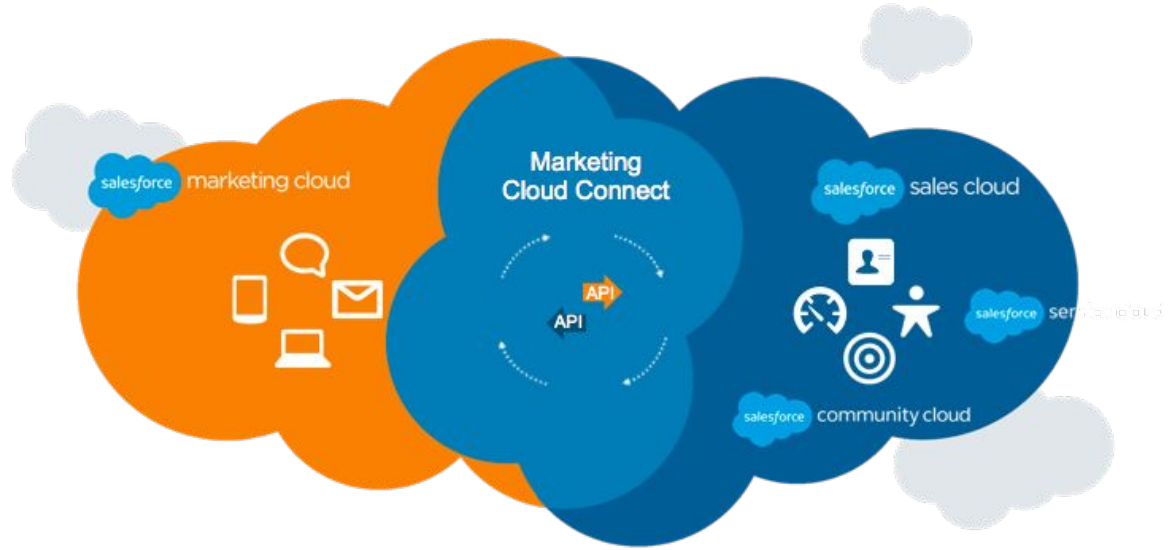 salesforce marketing cloud
Marketing
Cloud Connect
API
API
salesforce sales cloud
salesforce
salesforce community cloud